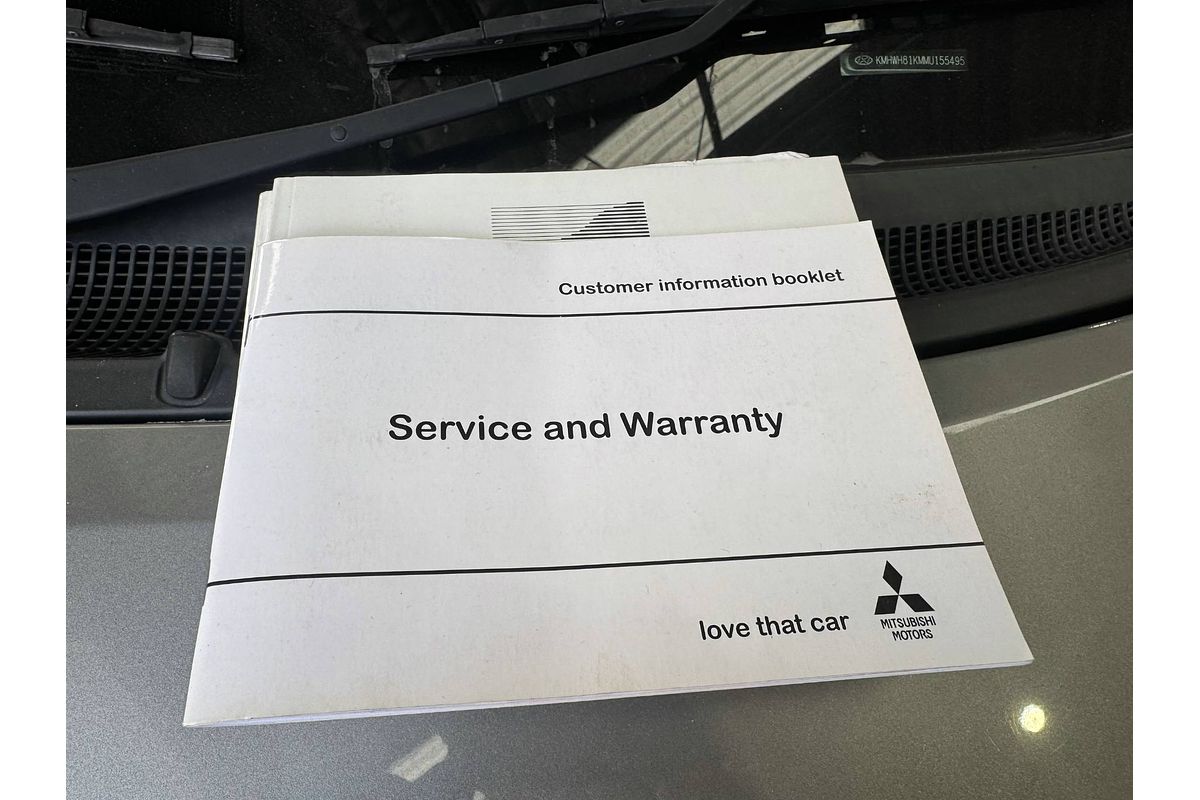 KMHWH81KMMU155495
Customer information booklet
Service and Warranty
love that car
MITSUBISHI
MOTORS